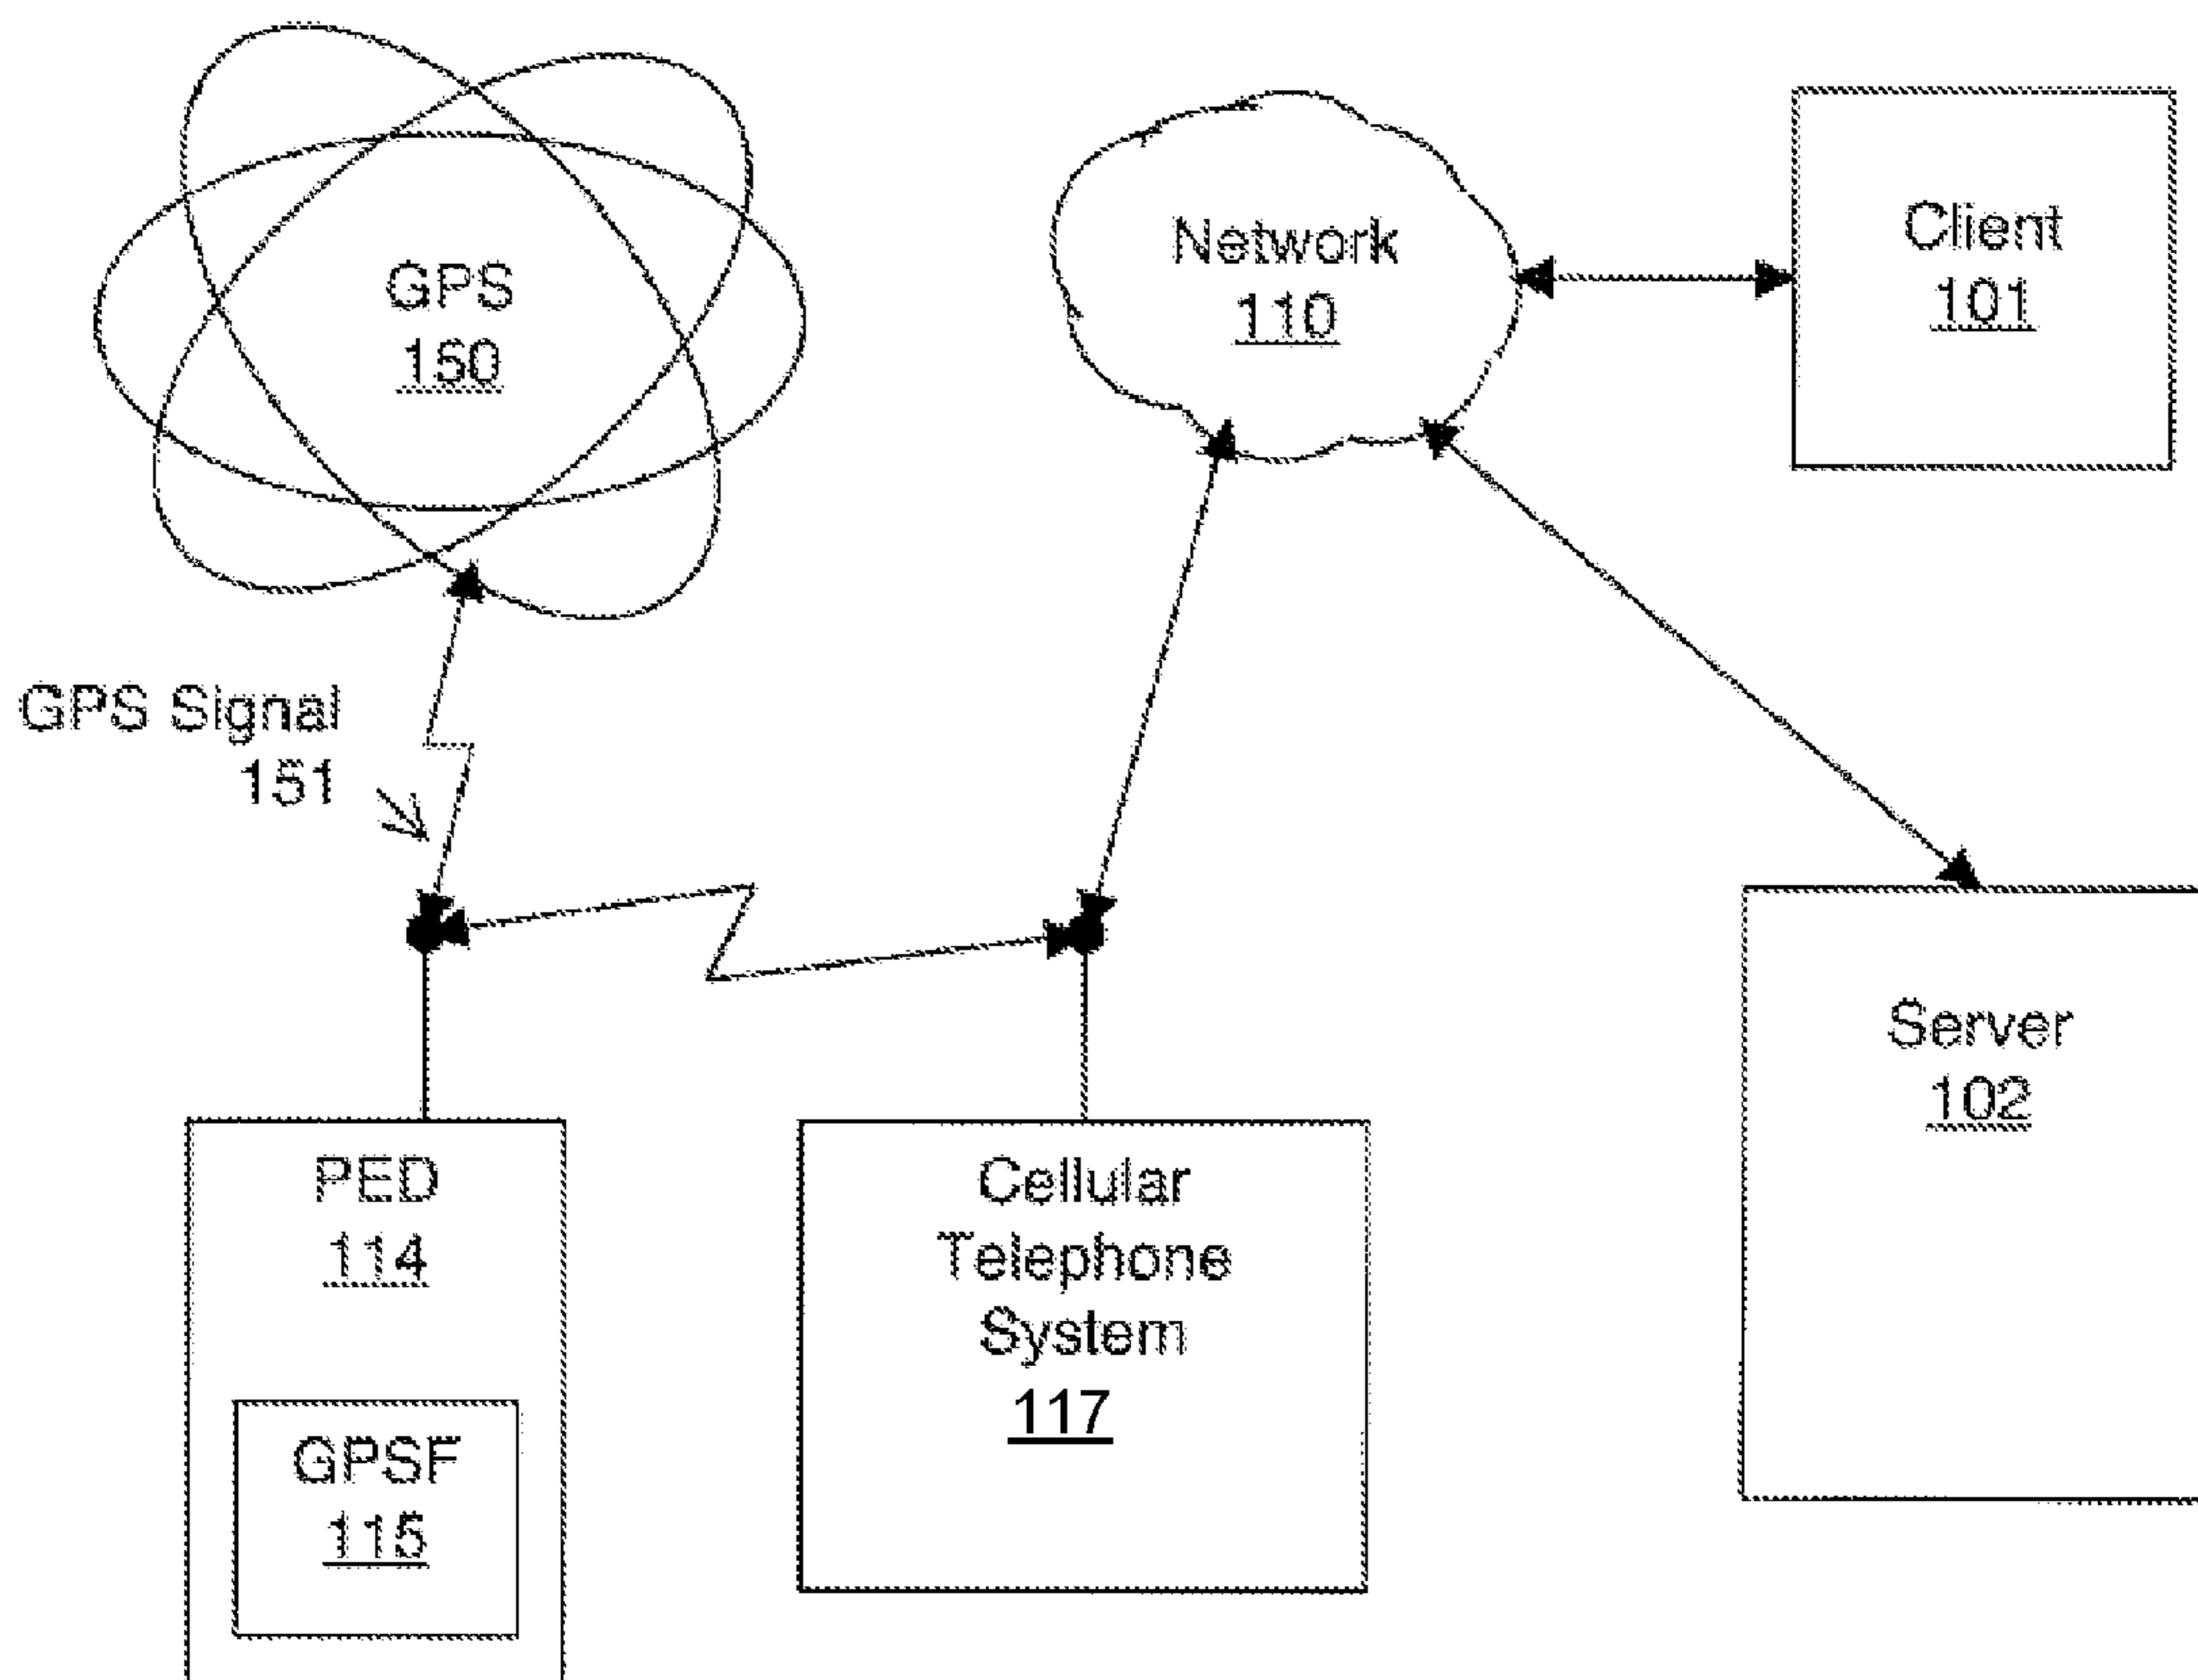 GPS
150
Network
110
Client
101
GPS Signal
151
Server
102
PED
114
Cellular
Telephone
System
117
GPSF
115